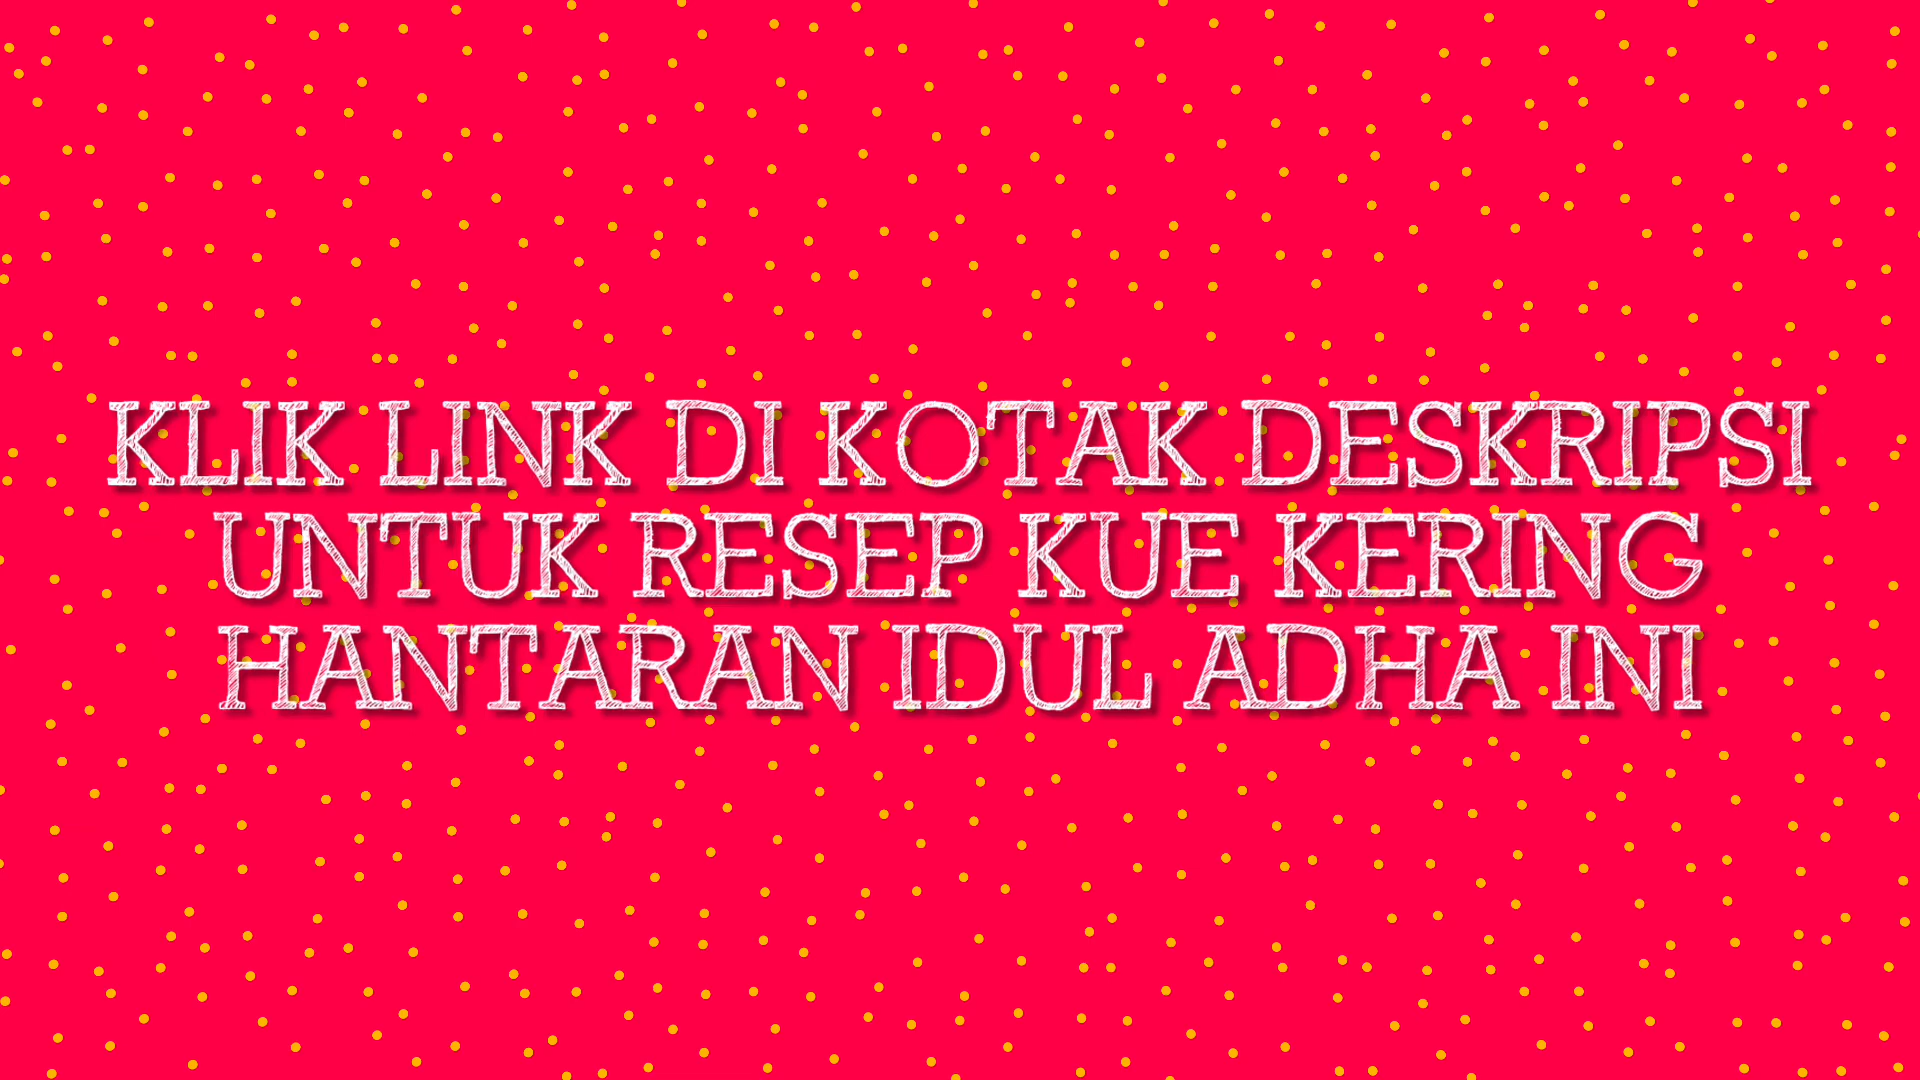 KLIK LINK DI KOTAK DESKRIPSI
UNTUK RESEP KUE KERING
HANTARAN IDUL ADHA INI